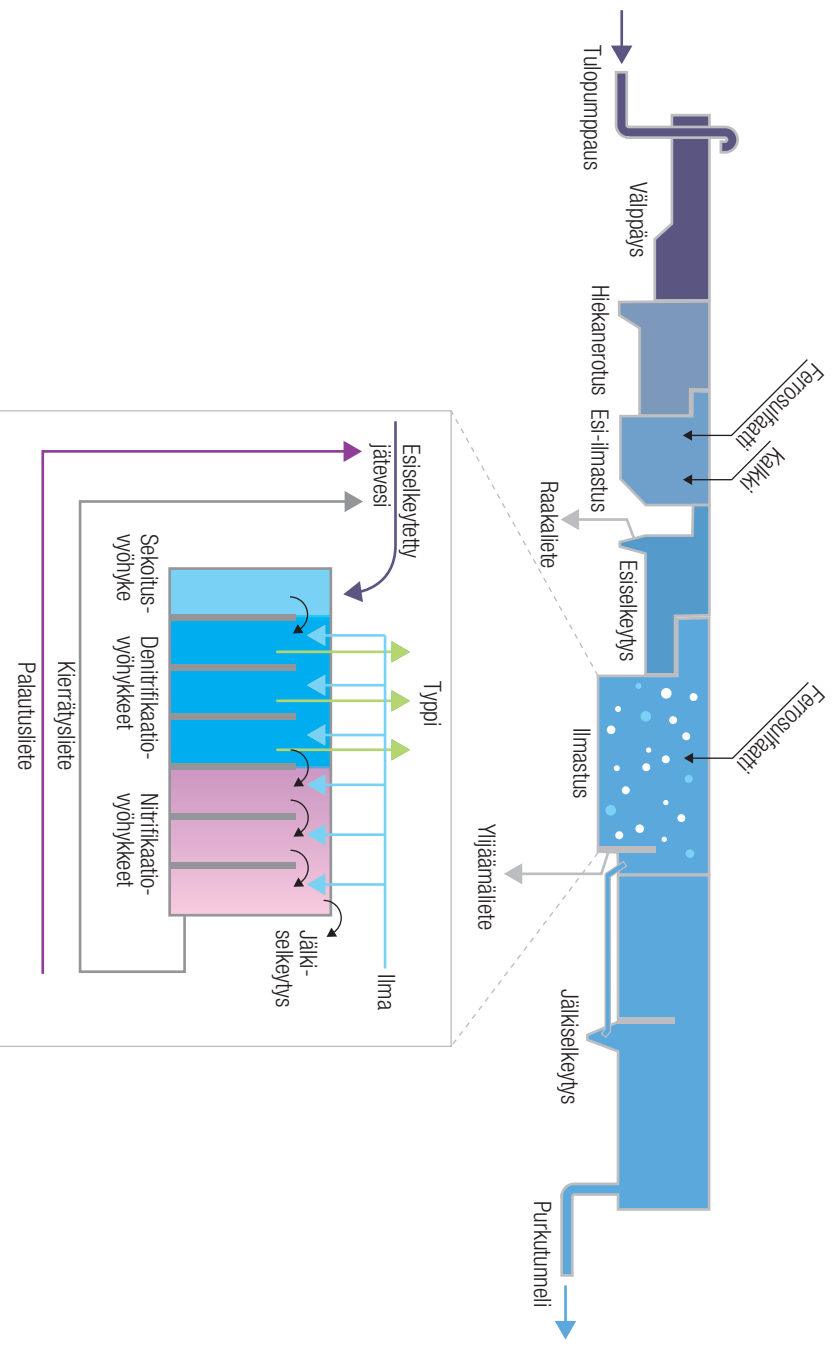 Tulopumppaus
Välppäys
Hiekanerotus
Ferrosulfaatti
Kalkki
Esi-ilmastus
Raakaliete
Esiselkeytys
Ferrosulfaatti
Ilmastus
Ylijäämäliete
Jälkiselkeytys
Purkutunneli
Esiselkeytetty
jätevesi
Typpi
Ilma
Sekoitus-
vyöhyke
Denitrifikaatio-
vyöhykkeet
Nitrifikaatio-
vyöhykkeet
Jälki-
selkeytys
Kierrätysliete
Palautusliete